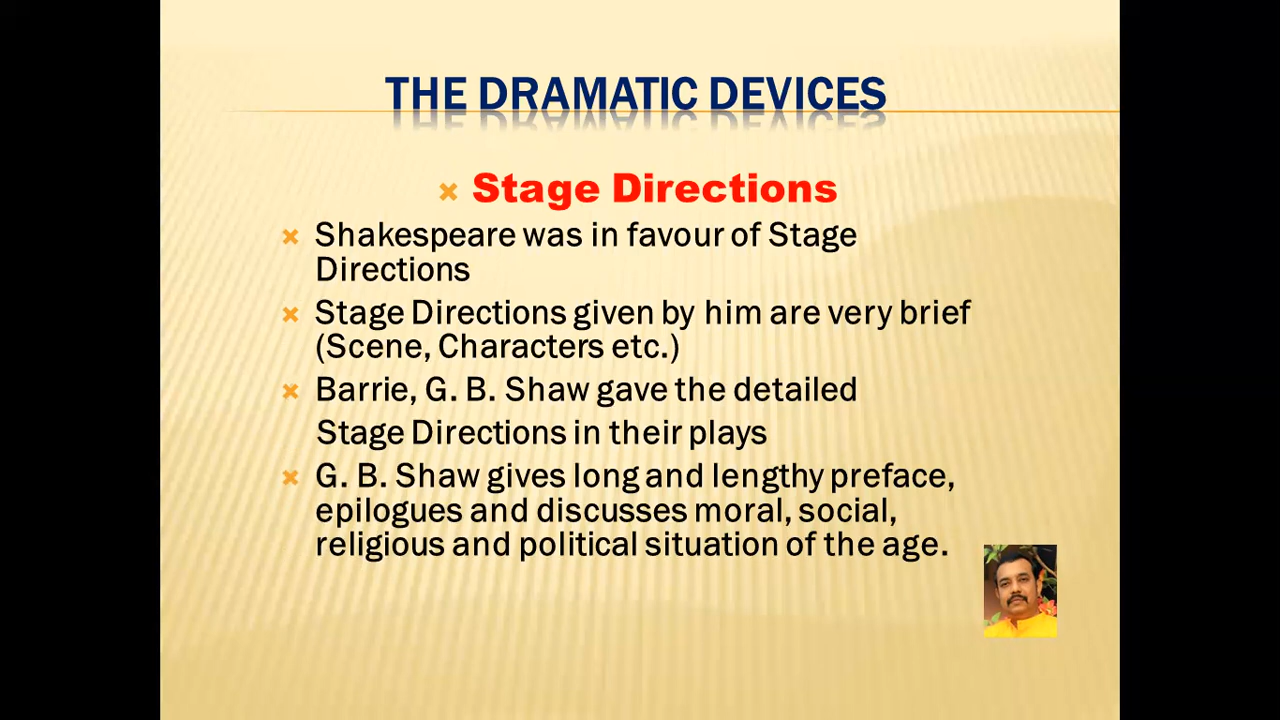 THE DRAMATIC DEVICES
Stage Directions
Shakespeare was in favour of Stage
Directions
Stage Directions given by him are very brief
(Scene, Characters etc.)
Barrie, G. B. Shaw gave the detailed
Stage Directions in their plays
G. B. Shaw gives long and lengthy preface,
epilogues and discusses moral, social,
religious and political situation of the age.